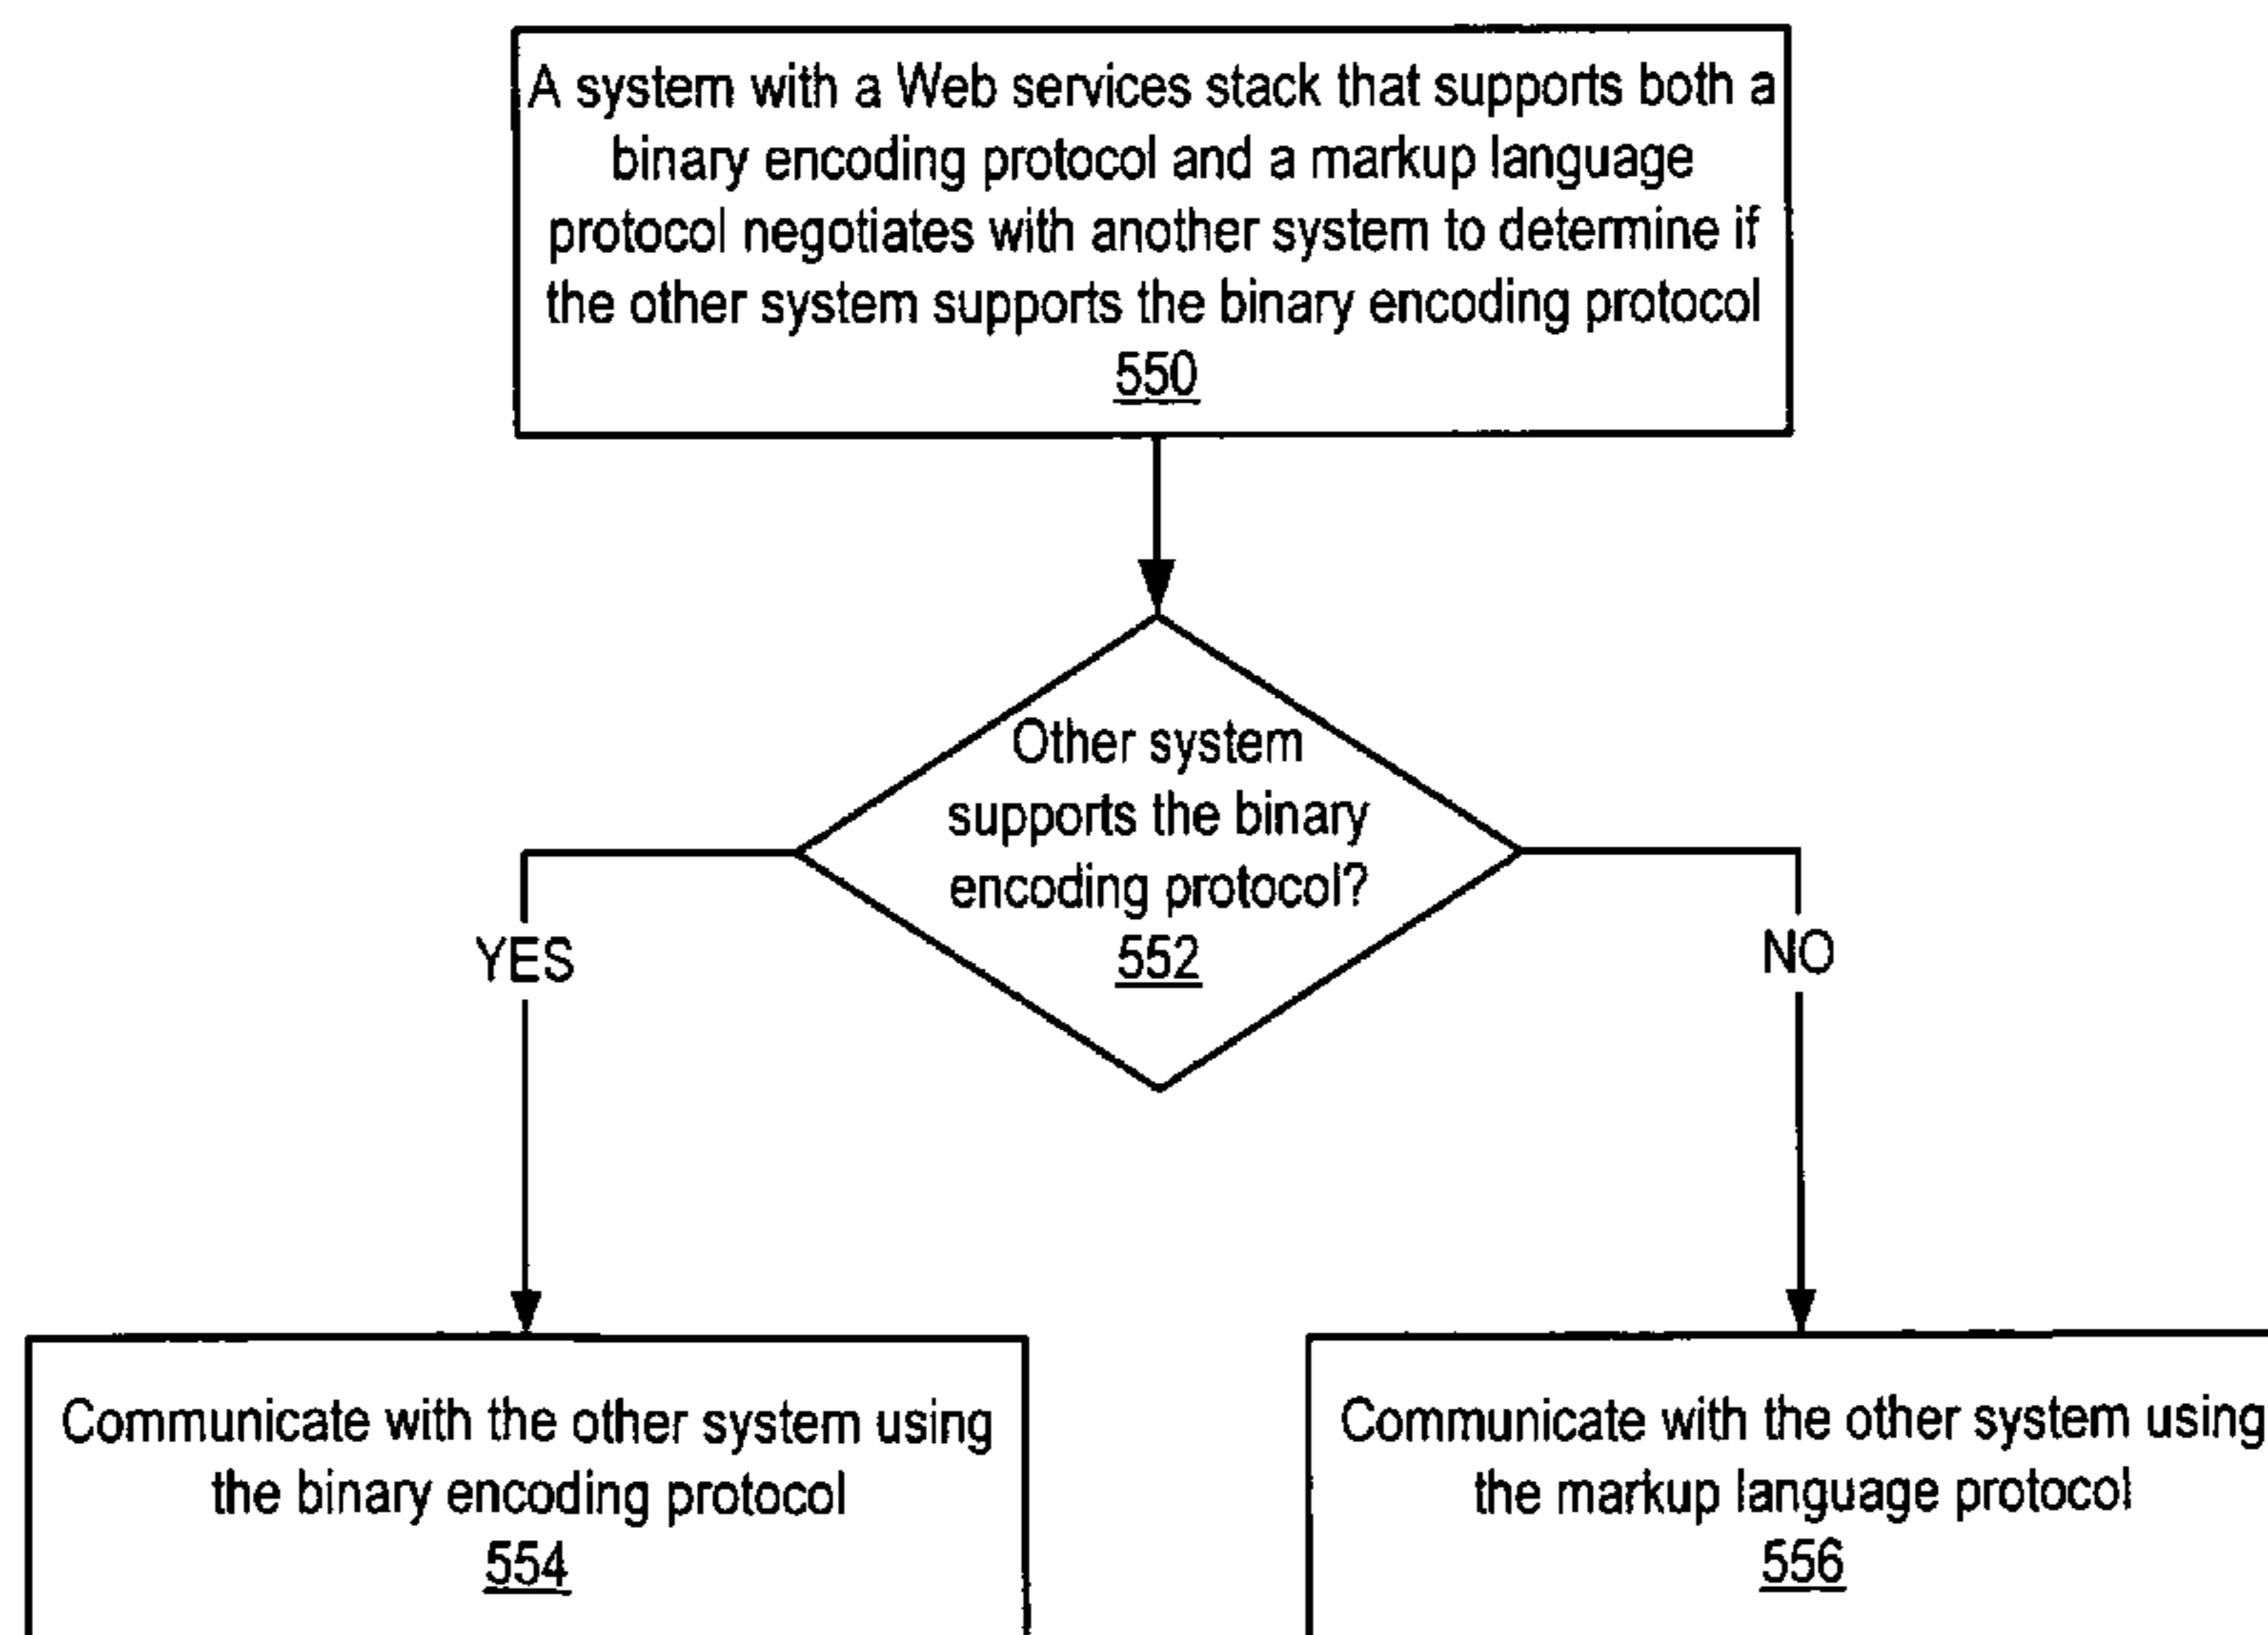 A system with a Web services stack that supports both a
binary encoding protocol and a markup language
protocol negotiates with another system to determine if
the other system supports the binary encoding protocol
550
Other system
supports the binary
encoding protocol?
552
YES
NO
Communicate with the other system using
the binary encoding protocol
554
Communicate with the other system using
the markup language protocol
556